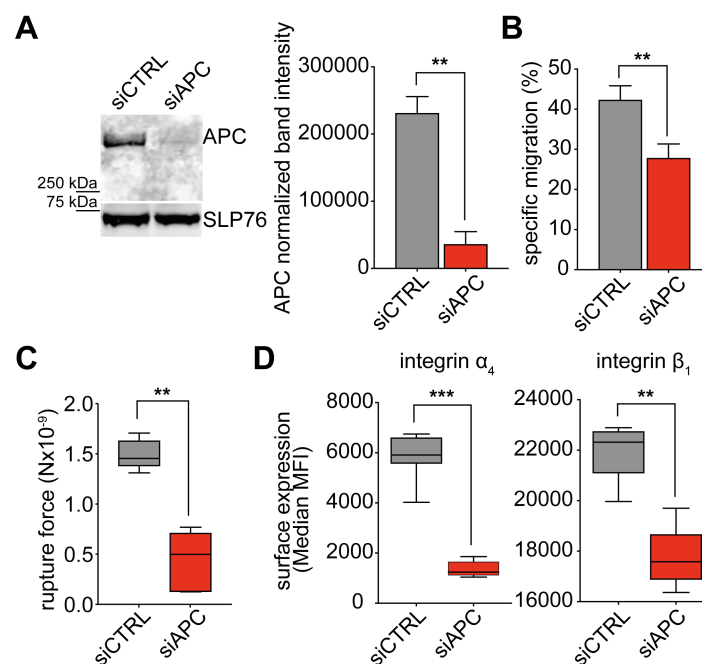 A
siCTRL
siAPC
APC
250 kDa
75 kDa
SLP76
APC normalized band intensity
300000
200000
100000
0
**
siCTRL
siAPC
B
specific migration (%)
50
40
30
20
10
0
**
siCTRL
siAPC
C
rupture force (Nx10⁻⁹)
2.0
1.5
1.0
0.5
0.0
**
siCTRL
siAPC
D
surface expression
(Median MFI)
integrin α₄
8000
6000
4000
2000
0
***
siCTRL
siAPC
integrin β₁
24000
22000
20000
18000
16000
**
siCTRL
siAPC